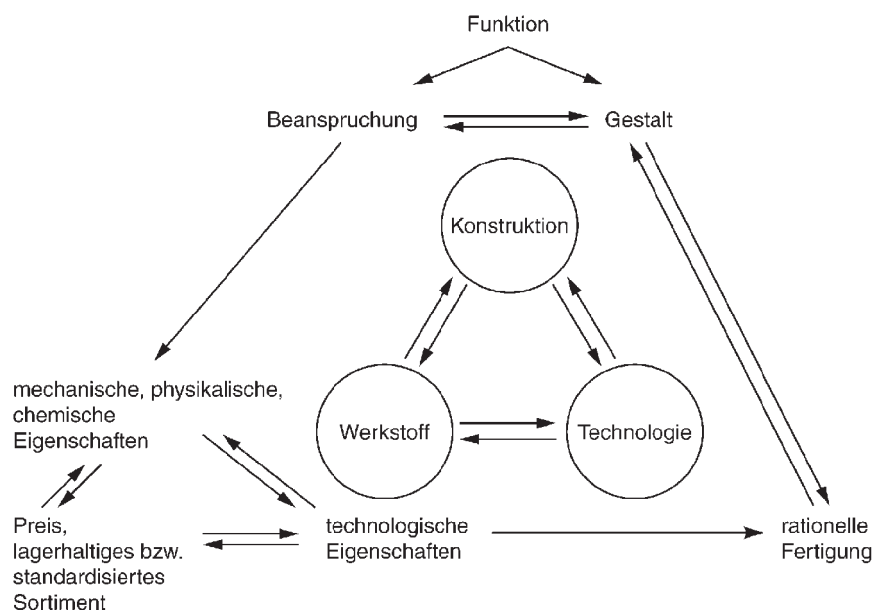 Funktion
Beanspruchung
Gestalt
Konstruktion
mechanische, physikalische,
chemische
Eigenschaften
Werkstoff
Technologie
Preis,
lagerhaltiges bzw.
standardisiertes
Sortiment
technologische
Eigenschaften
rationelle
Fertigung